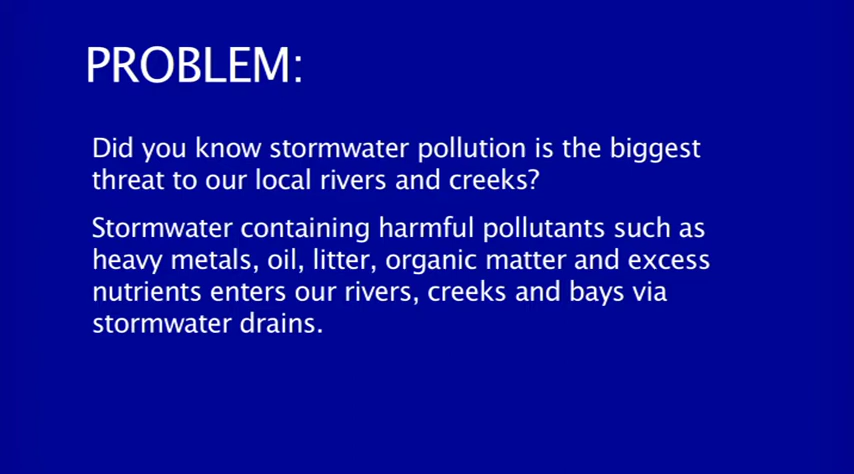 PROBLEM:
Did you know stormwater pollution is the biggest
threat to our local rivers and creeks?
Stormwater containing harmful pollutants such as
heavy metals, oil, litter, organic matter and excess
nutrients enters our rivers, creeks and bays via
stormwater drains.